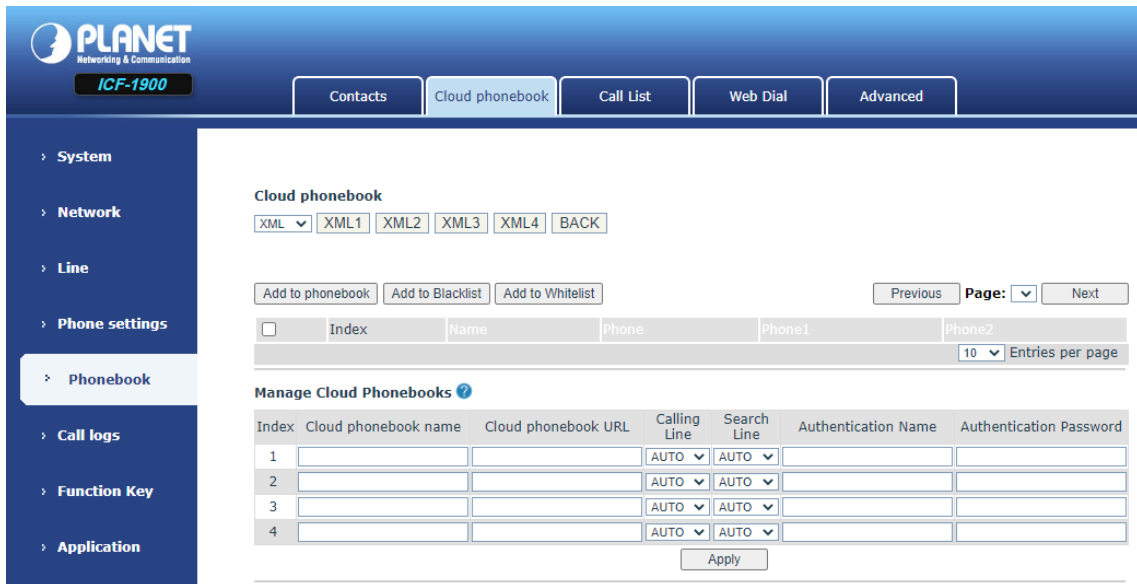 PLANET
Networking & Communication
ICF-1900
Contacts
Cloud phonebook
Call List
Web Dial
Advanced
System
Network
Line
Phone settings
Phonebook
Call logs
Function Key
Application
Cloud phonebook
XML XML1 XML2 XML3 XML4 BACK
Add to phonebook Add to Blacklist Add to Whitelist Previous Page: Next
Index Name Phone Phone1 Phone2
10 Entries per page
Manage Cloud Phonebooks ?
Index Cloud phonebook name Cloud phonebook URL Calling Line Search Line Authentication Name Authentication Password
1 AUTO AUTO
2 AUTO AUTO
3 AUTO AUTO
4 AUTO AUTO
Apply